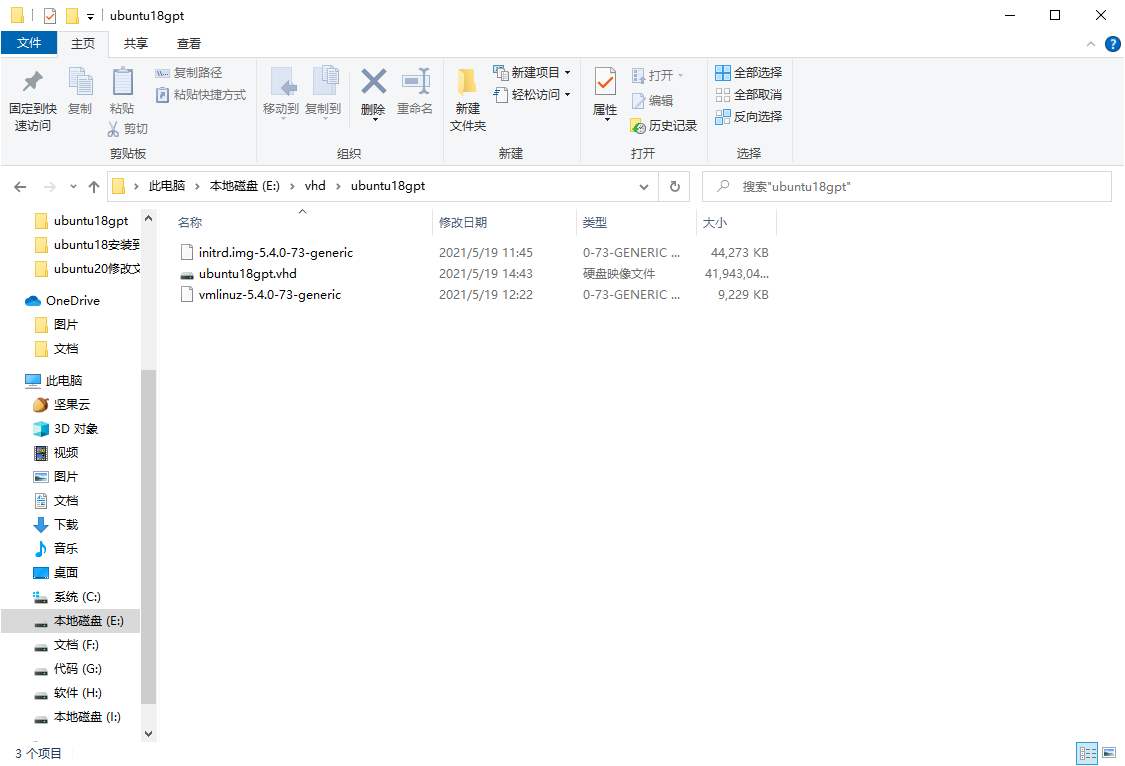 ubuntu18gpt
文件 主页 共享 查看
固定到快速访问
复制
粘贴
复制路径
粘贴快捷方式
剪切
剪贴板
移动到
复制到
删除
重命名
组织
新建
文件夹
新建项目
轻松访问
新建
属性
打开
编辑
历史记录
打开
全部选择
全部取消
反向选择
选择
此电脑 本地磁盘 (E:) vhd ubuntu18gpt
搜索"ubuntu18gpt"
ubuntu18gpt
ubuntu18安装到
ubuntu20修改文
OneDrive
图片
文档
此电脑
坚果云
3D 对象
视频
图片
文档
下载
音乐
桌面
系统 (C:)
本地磁盘 (E:)
文档 (F:)
代码 (G:)
软件 (H:)
本地磁盘 (I:)
名称 修改日期 类型 大小
initrd.img-5.4.0-73-generic 2021/5/19 11:45 0-73-GENERIC ... 44,273 KB
ubuntu18gpt.vhd 2021/5/19 14:43 硬盘映像文件 41,943,04...
vmlinuz-5.4.0-73-generic 2021/5/19 12:22 0-73-GENERIC ... 9,229 KB
3 个项目